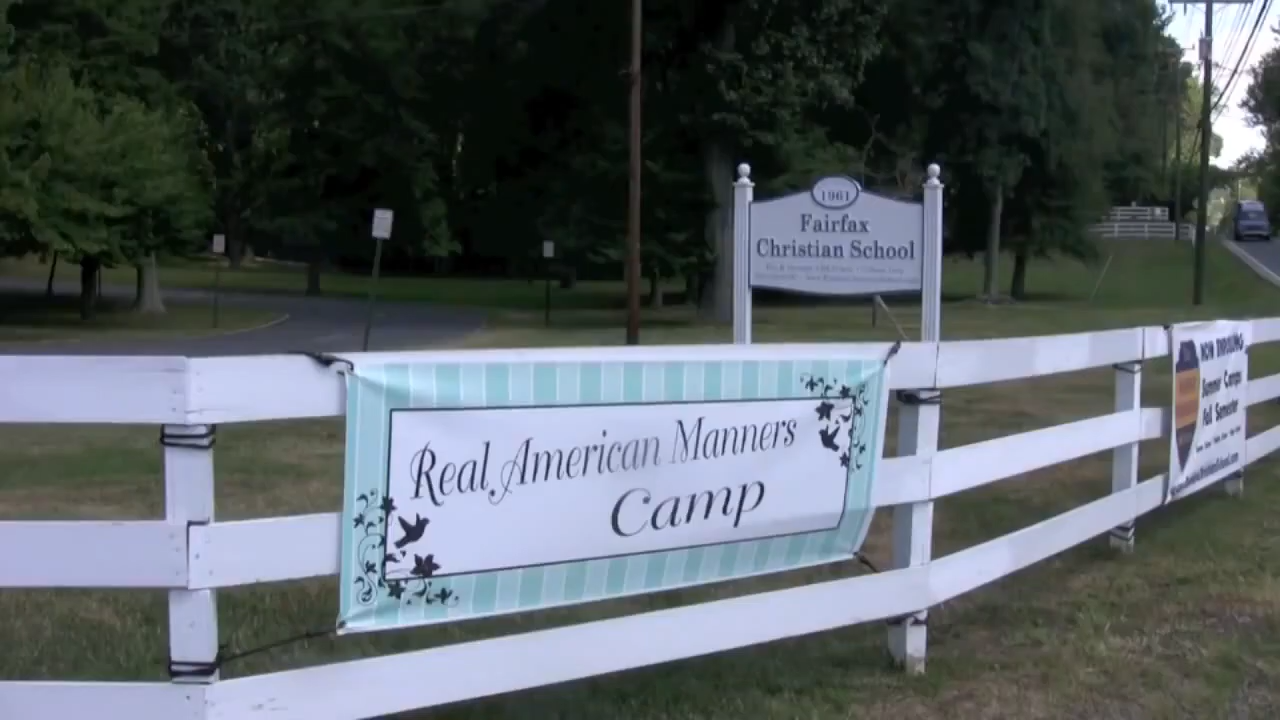 1961
Fairfax
Christian School
Real American Manners
Camp
NOW ENROLLING
Summer Camps
Fall Semester